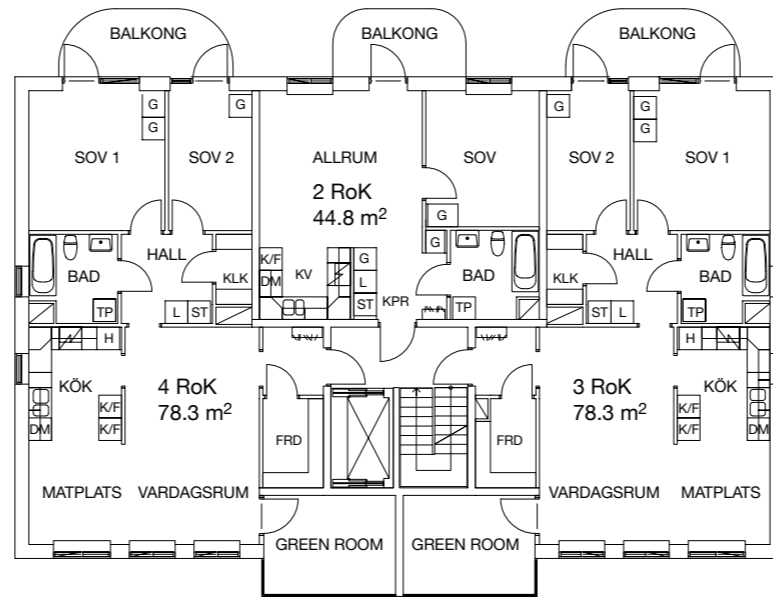 BALKONG BALKONG BALKONG
G G G G
G G
SOV 1 SOV 2 ALLRUM SOV SOV 2 SOV 1
2 RoK
44.8 m²
G
G
HALL HALL
BAD K/F KV G BAD BAD
KLK DM L KLK
TP L ST ST KPR TP ST L TP
H H
KÖK 4 RoK 3 RoK KÖK
78.3 m² 78.3 m²
K/F K/F
DM K/F K/F DM
FRD FRD
MATPLATS VARDAGSRUM VARDAGSRUM MATPLATS
GREEN ROOM GREEN ROOM